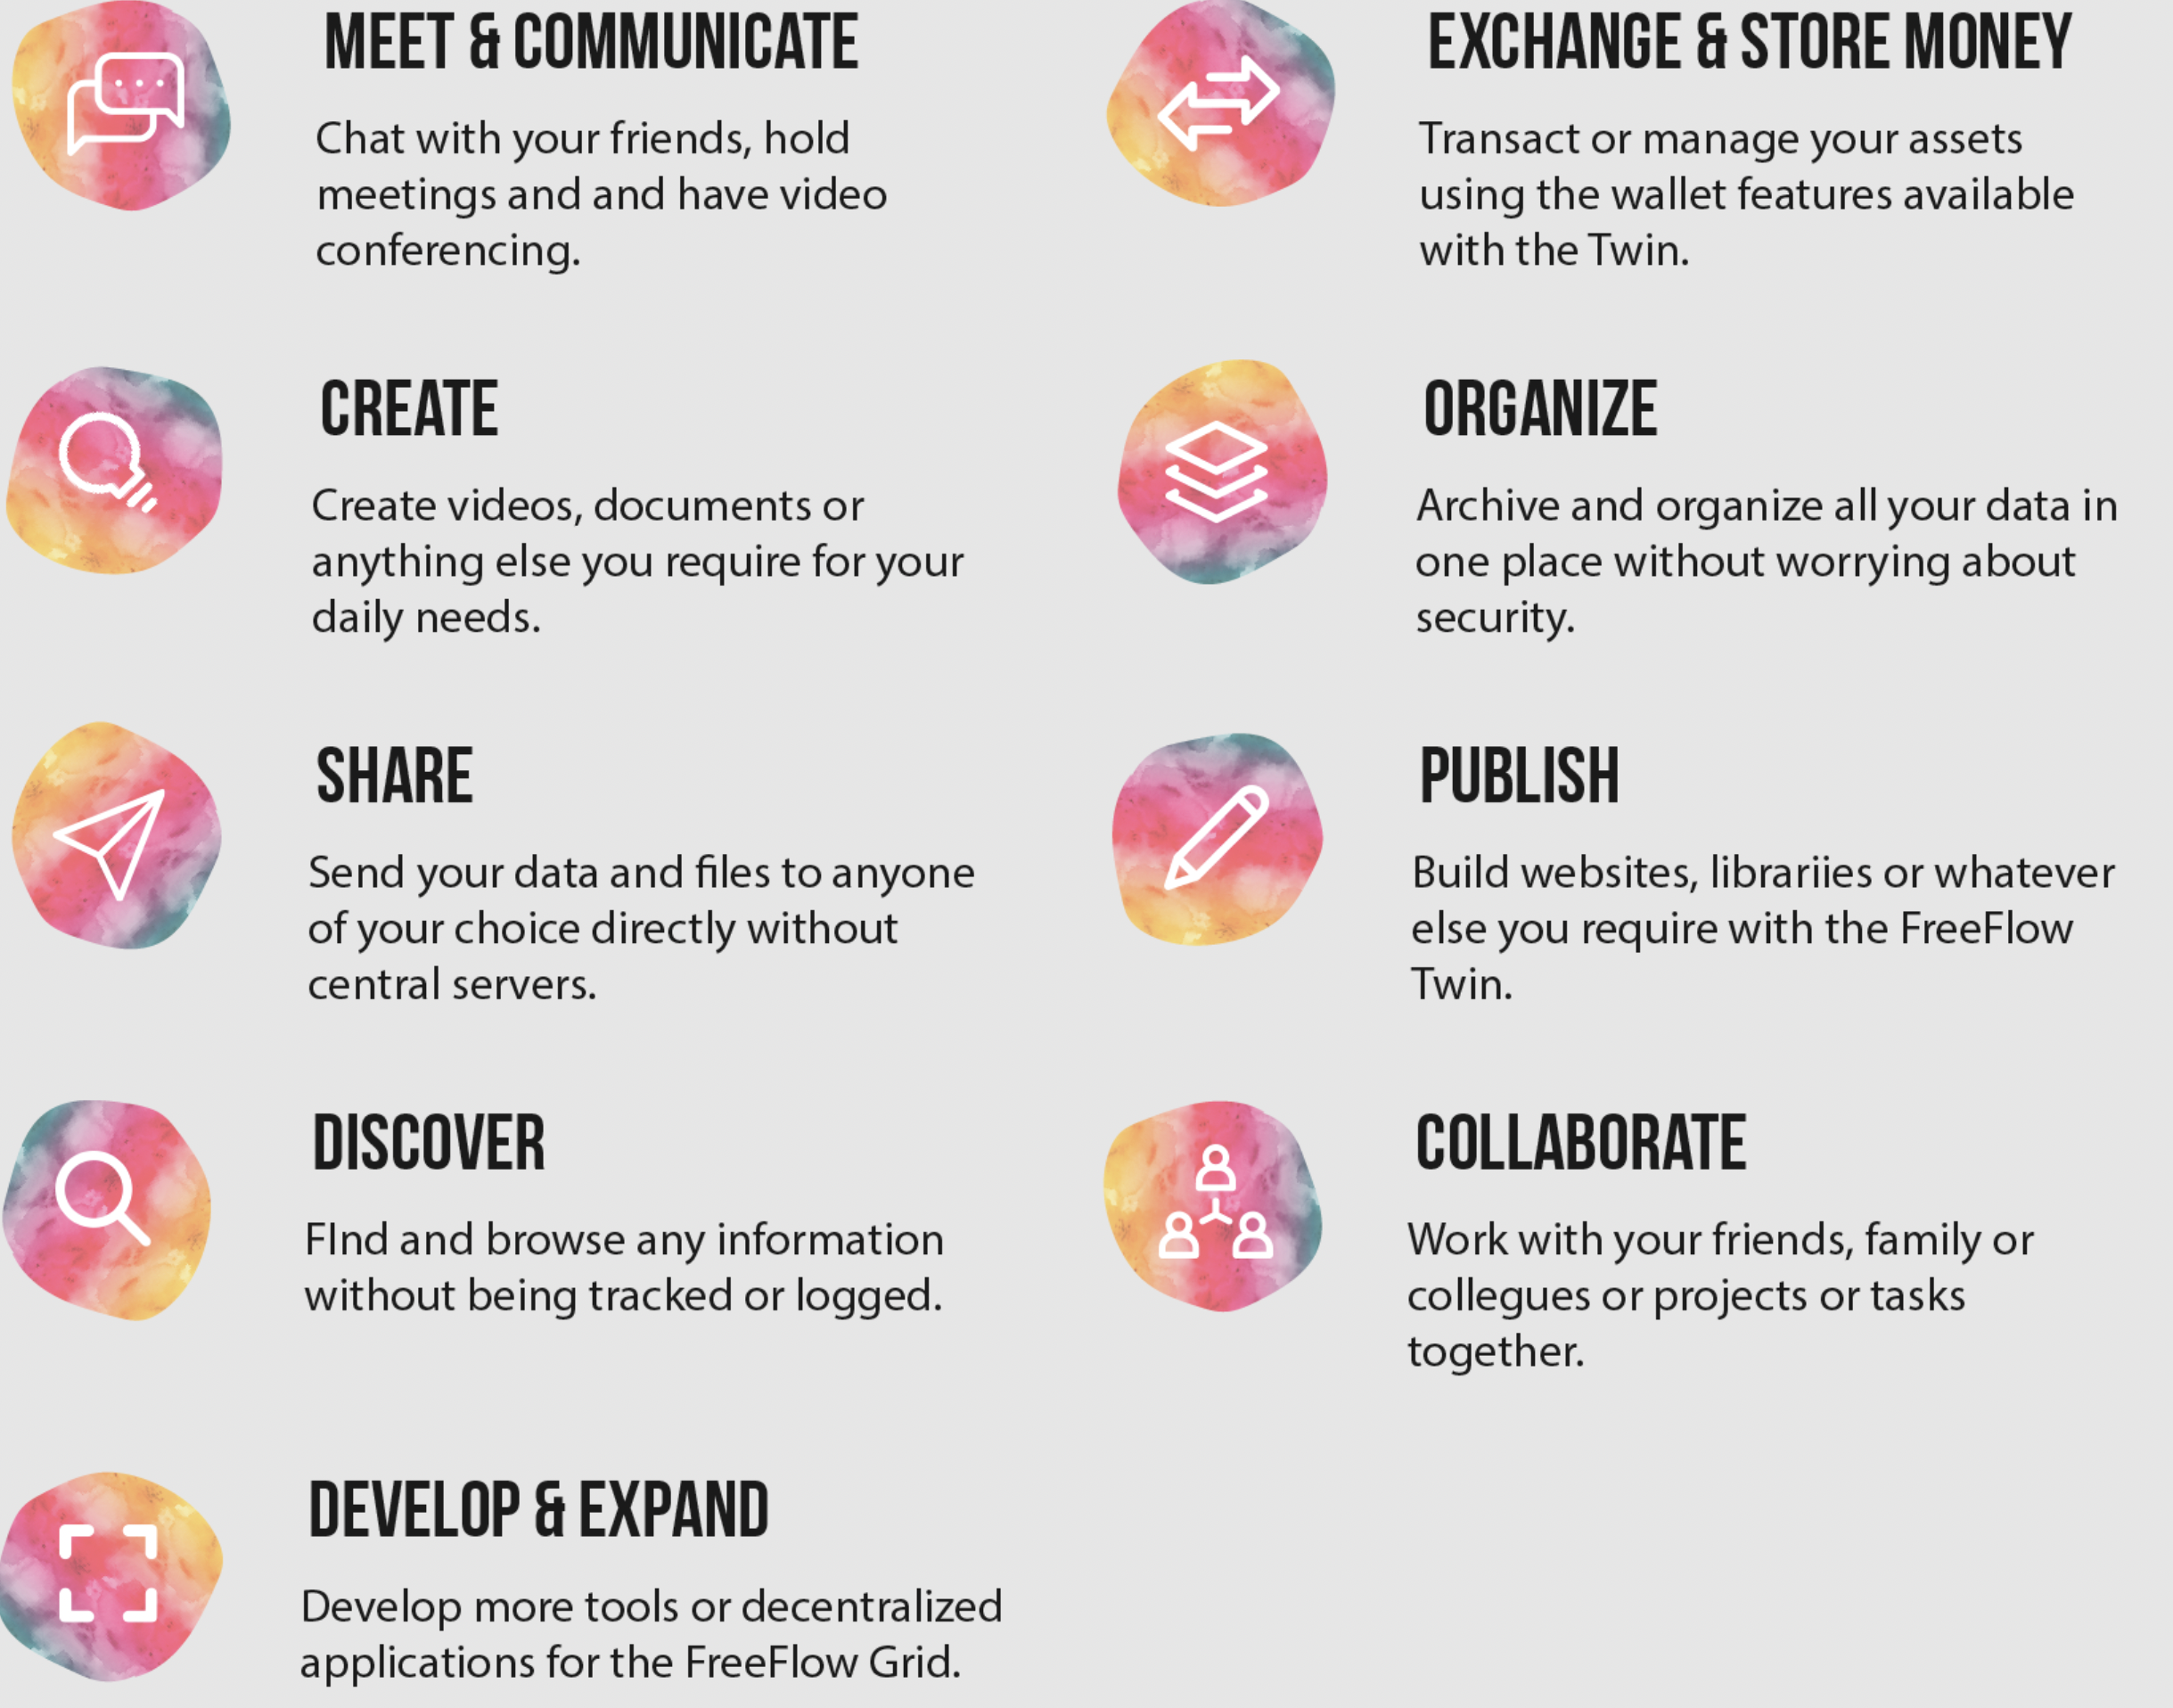 MEET & COMMUNICATE
Chat with your friends, hold
meetings and and have video
conferencing.
EXCHANGE & STORE MONEY
Transact or manage your assets
using the wallet features available
with the Twin.
CREATE
Create videos, documents or
anything else you require for your
daily needs.
ORGANIZE
Archive and organize all your data in
one place without worrying about
security.
SHARE
Send your data and files to anyone
of your choice directly without
central servers.
PUBLISH
Build websites, librariies or whatever
else you require with the FreeFlow
Twin.
DISCOVER
FInd and browse any information
without being tracked or logged.
COLLABORATE
Work with your friends, family or
collegues or projects or tasks
together.
DEVELOP & EXPAND
Develop more tools or decentralized
applications for the FreeFlow Grid.